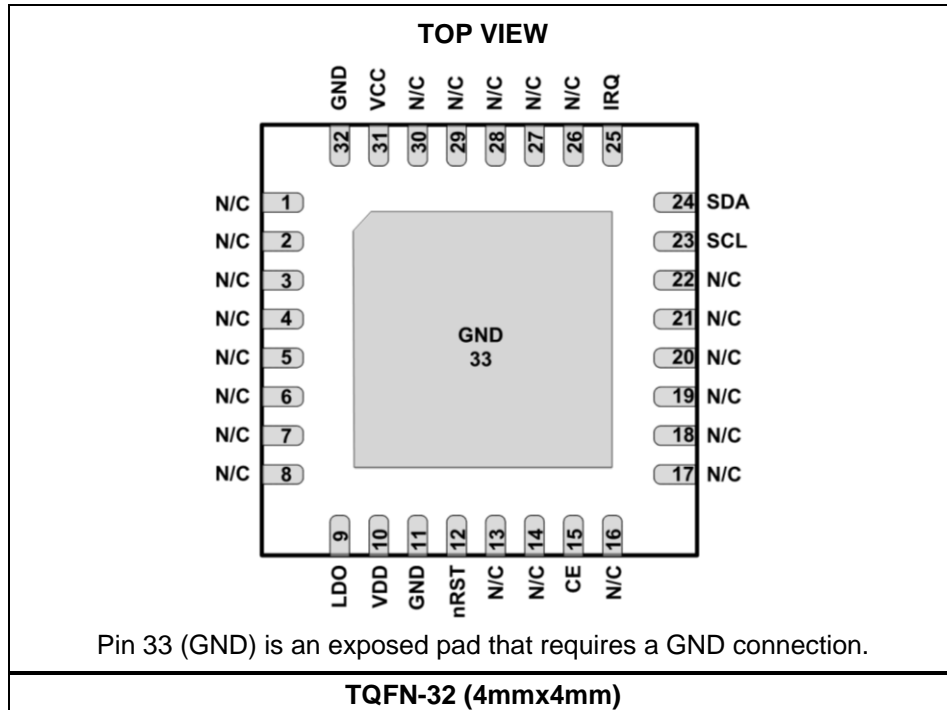 TOP VIEW
GND VCC N/C N/C N/C N/C N/C IRQ
32 31 30 29 28 27 26 25
N/C 1 24 SDA
N/C 2 23 SCL
N/C 3 22 N/C
N/C 4 21 N/C
GND
33
N/C 5 20 N/C
N/C 6 19 N/C
N/C 7 18 N/C
N/C 8 17 N/C
9 10 11 12 13 14 15 16
LDO VDD GND nRST N/C N/C CE N/C
Pin 33 (GND) is an exposed pad that requires a GND connection.
TQFN-32 (4mmx4mm)